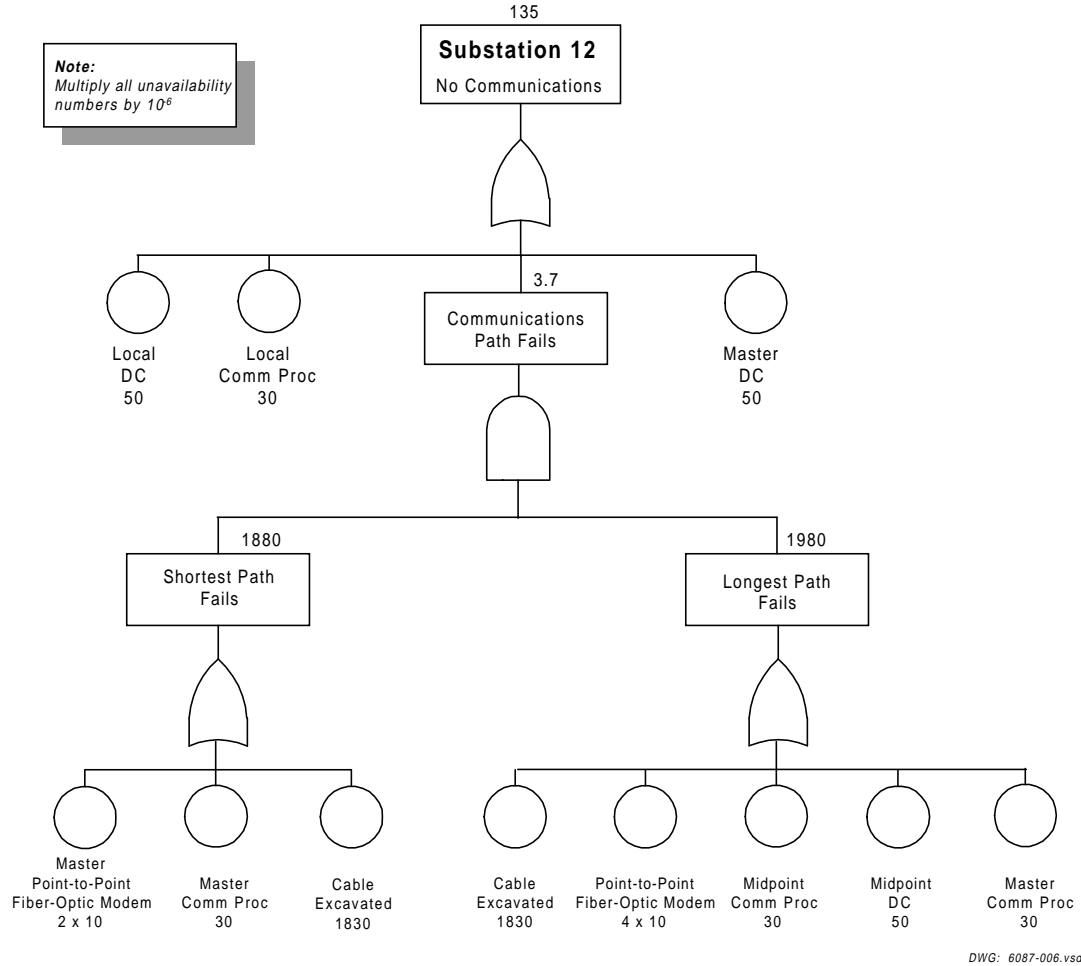 135
Substation 12
No Communications
Note:
Multiply all unavailability
numbers by 10-6
Local
DC
50
Local
Comm Proc
30
3.7
Communications
Path Fails
Master
DC
50
1880
Shortest Path
Fails
1980
Longest Path
Fails
Master
Point-to-Point
Fiber-Optic Modem
2 x 10
Master
Comm Proc
30
Cable
Excavated
1830
Cable
Excavated
1830
Point-to-Point
Fiber-Optic Modem
4 x 10
Midpoint
Comm Proc
30
Midpoint
DC
50
Master
Comm Proc
30
DWG: 6087-006.vsd